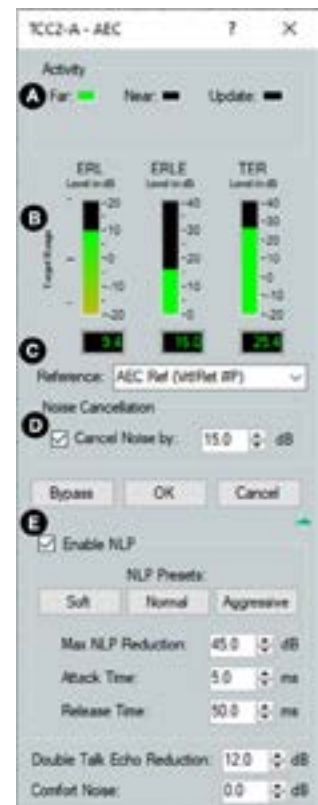 TCC2-A - AEC ? ×
Activity
A Far: Near: Update:
ERL ERLE TER
Level in dB Level in dB Level in dB
B
Target Range
-20 -40 -40
-30 -30
-10 -20 -20
-10 -10
-0 -0 -0
-10 -10
-10
-20 -20 -20
9.4 15.0 25.4
C
Reference: AEC Ref (VirtRet #P)
Noise Cancellation
D Cancel Noise by: 15.0 dB
Bypass OK Cancel
E
Enable NLP
NLP Presets:
Soft Normal Aggressive
Max NLP Reduction: 45.0 dB
Attack Time: 5.0 ms
Release Time: 50.0 ms
Double Talk Echo Reduction: 12.0 dB
Comfort Noise: 0.0 dB